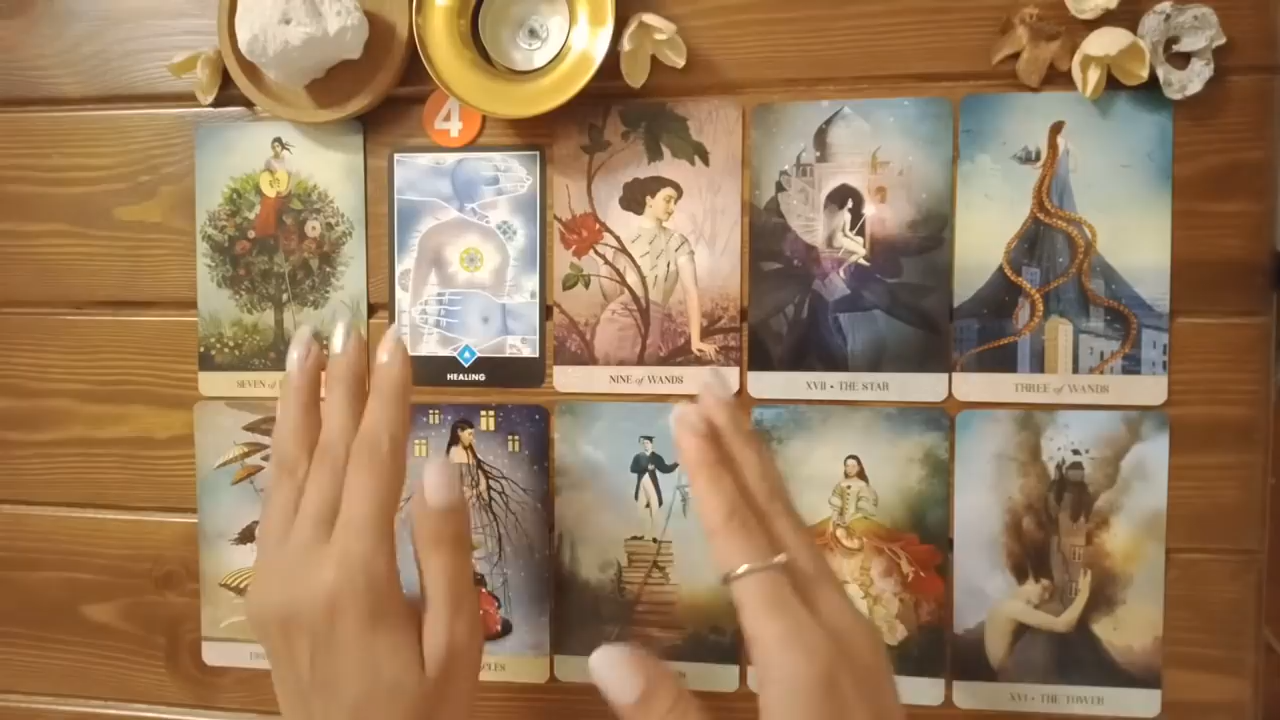 4
SEVEN of
HEALING
NINE of WANDS
XVII • THE STAR
THREE of WANDS
XVI • THE TOWER